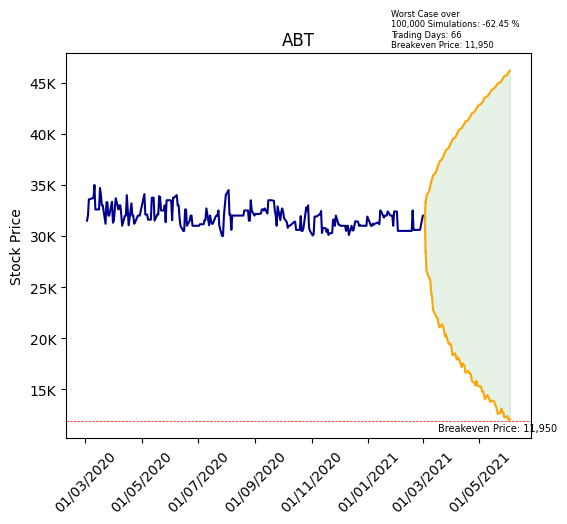 Worst Case over
100,000 Simulations: -62.45 %
Trading Days: 66
Breakeven Price: 11,950
ABT
Stock Price
45K
40K
35K
30K
25K
20K
15K
Breakeven Price: 11,950
01/03/2020
01/05/2020
01/07/2020
01/09/2020
01/11/2020
01/01/2021
01/03/2021
01/05/2021